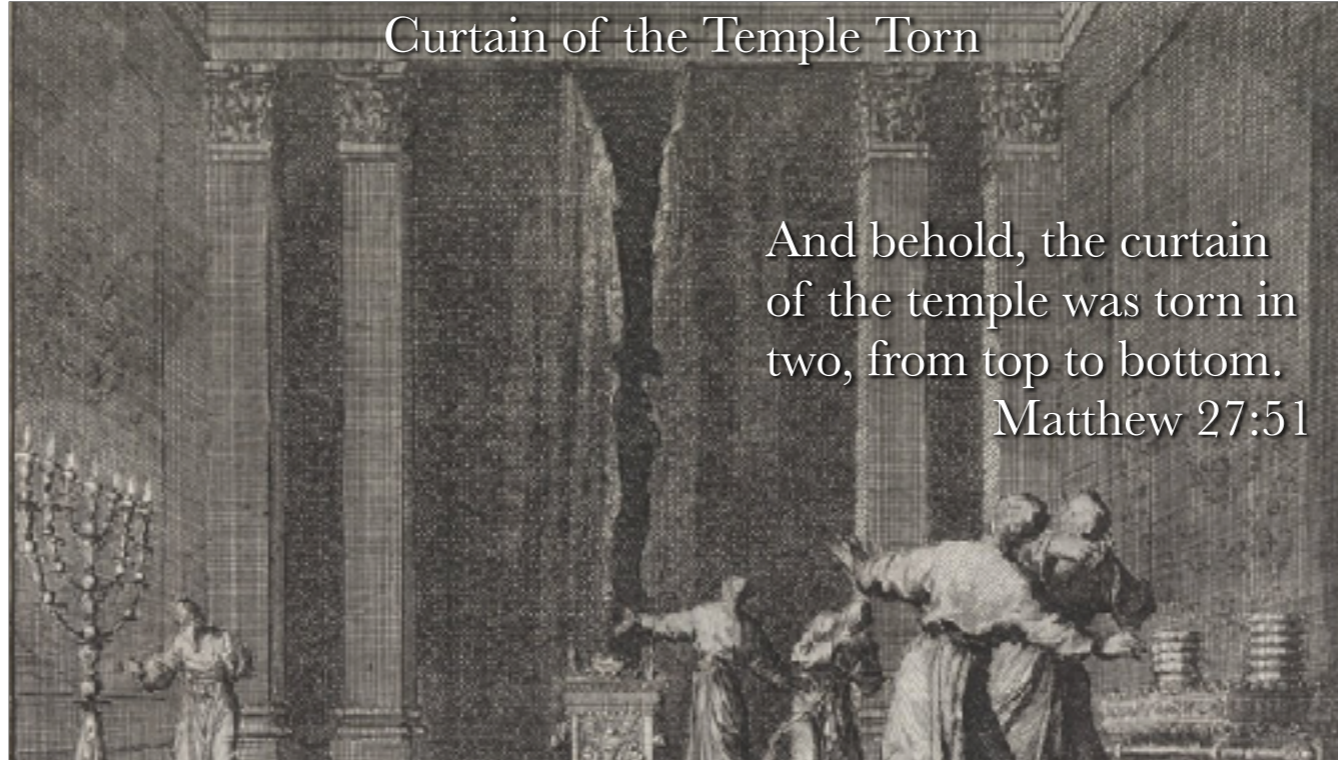 Curtain of the Temple Torn
And behold, the curtain
of the temple was torn in
two, from top to bottom.
Matthew 27:51